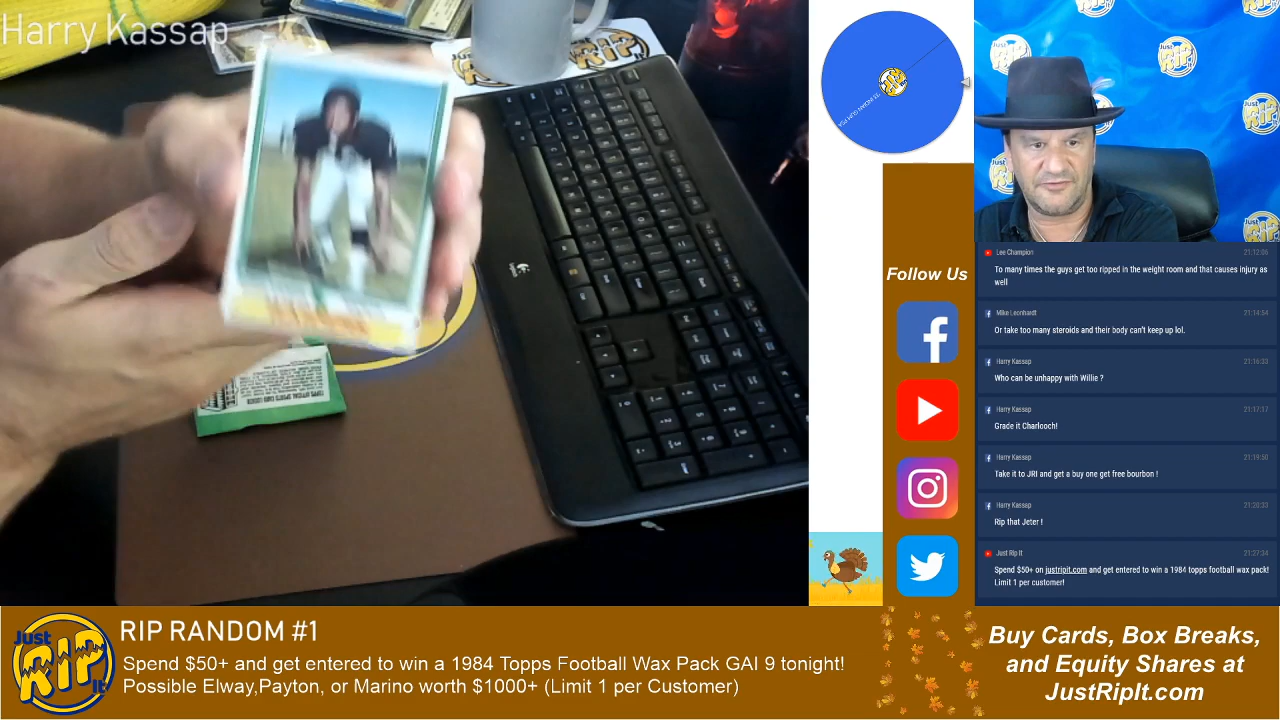 Harry Kassap
Follow Us
Lee Champion 21:12:06
To many times the guys get too ripped in the weight room and that causes injury as
well
Mike Leonhardt 21:14:54
Or take too many steroids and their body can't keep up lol.
Harry Kassap 21:16:33
Who can be unhappy with Willie ?
Harry Kassap 21:17:17
Grade it Charlooch!
Harry Kassap 21:19:50
Take it to JRI and get a buy one get free bourbon !
Harry Kassap 21:20:33
Rip that Jeter !
Just Rip It 21:27:34
Spend $50+ on justripit.com and get entered to win a 1984 topps football wax pack!
Limit 1 per customer!
Just
RIP
It
RIP RANDOM #1
Spend $50+ and get entered to win a 1984 Topps Football Wax Pack GAI 9 tonight!
Possible Elway,Payton, or Marino worth $1000+ (Limit 1 per Customer)
Buy Cards, Box Breaks,
and Equity Shares at
JustRipIt.com